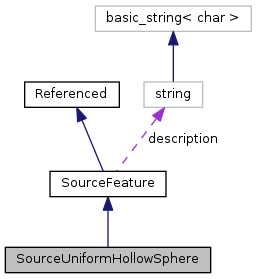 basic_string< char >
Referenced
string
description
SourceFeature
SourceUniformHollowSphere